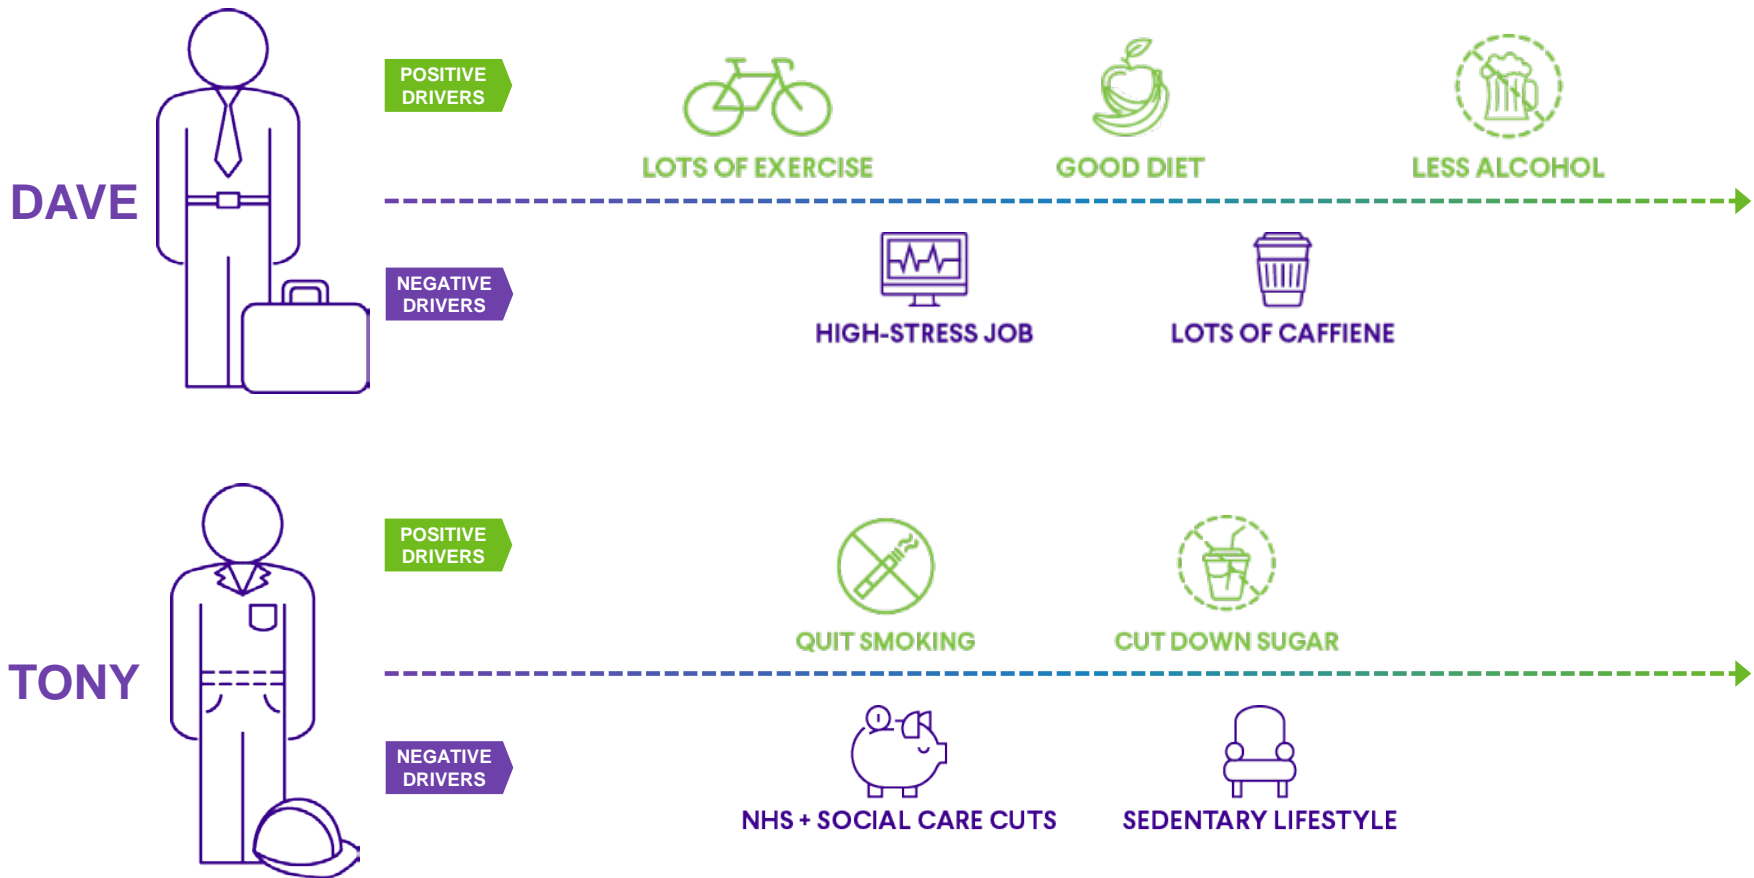 DAVE
POSITIVE
DRIVERS
LOTS OF EXERCISE
GOOD DIET
LESS ALCOHOL
NEGATIVE
DRIVERS
HIGH-STRESS JOB
LOTS OF CAFFIENE
TONY
POSITIVE
DRIVERS
QUIT SMOKING
CUT DOWN SUGAR
NEGATIVE
DRIVERS
NHS + SOCIAL CARE CUTS
SEDENTARY LIFESTYLE